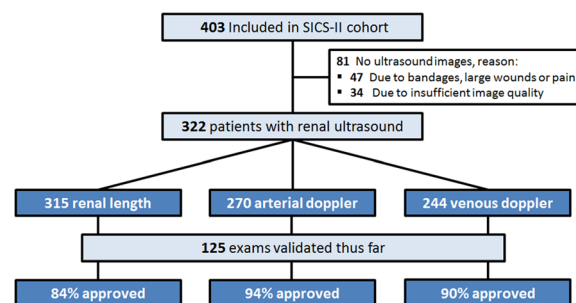 403 Included in SICS-II cohort
81 No ultrasound images, reason:
▪ 47 Due to bandages, large wounds or pain
▪ 34 Due to insufficient image quality
322 patients with renal ultrasound
315 renal length
270 arterial doppler
244 venous doppler
125 exams validated thus far
84% approved
94% approved
90% approved